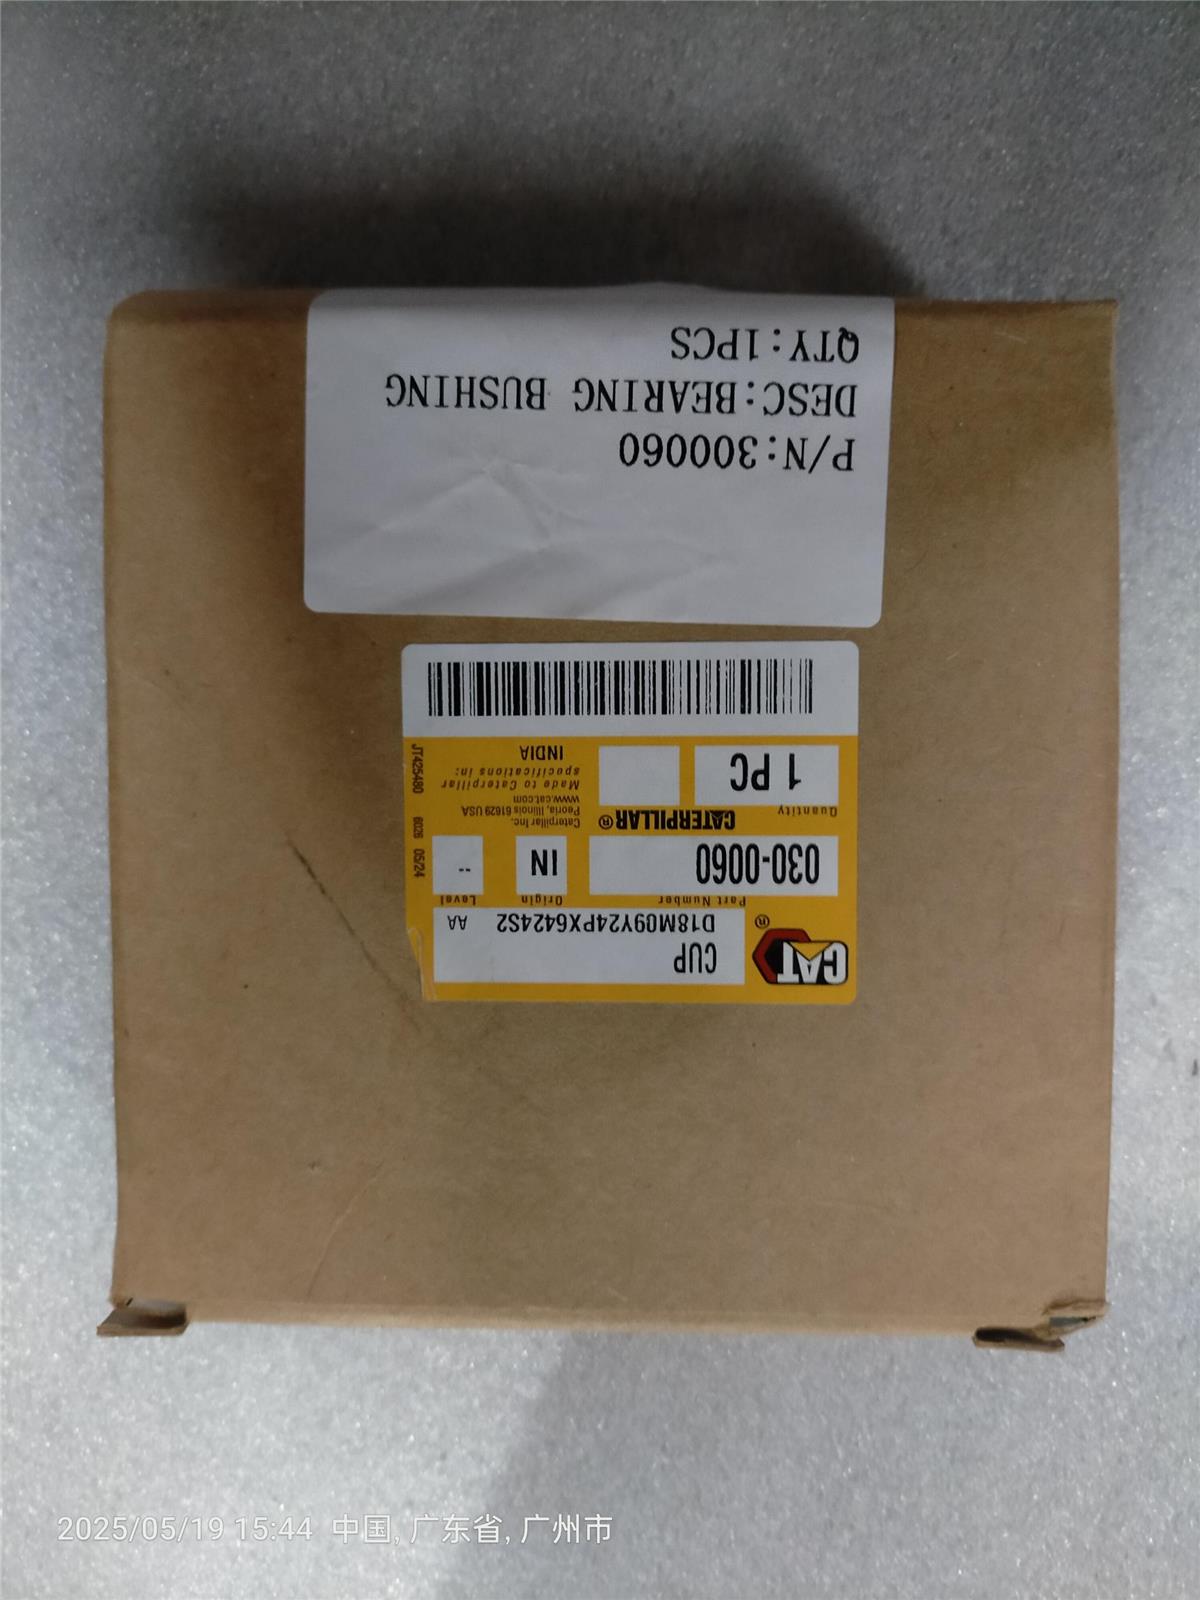 P/N:300060
DESC:BEARING BUSHING
QTY:1PCS
CAT®
CUP
D18M09Y24PX6424S2 AA
Part Number Origin Level
030-0060 IN --
CATERPILLAR®
Caterpillar Inc.
Peoria, Illinois 61629 USA
www.cat.com
Quantity
1 PC
Made to Caterpillar
specifications in:
INDIA
JT425480 6026 05/24
2025/05/19 15:44 中国, 广东省, 广州市